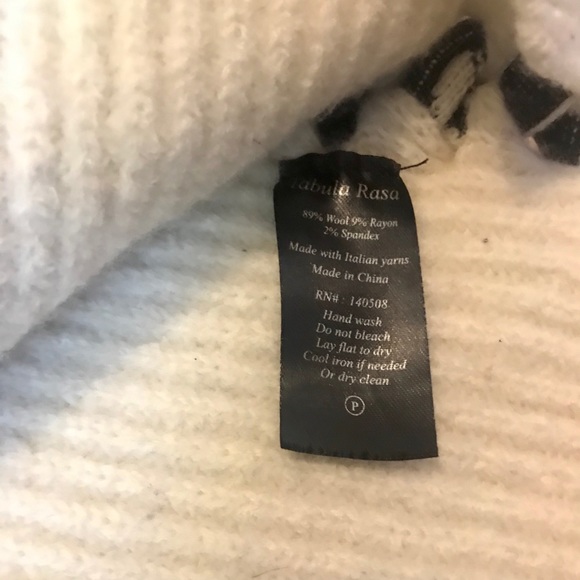 Tabula Rasa
89% Wool 9% Rayon
2% Spandex
Made with Italian yarns
Made in China
RN# : 140508
Hand wash
Do not bleach
Lay flat to dry
Cool iron if needed
Or dry clean
P